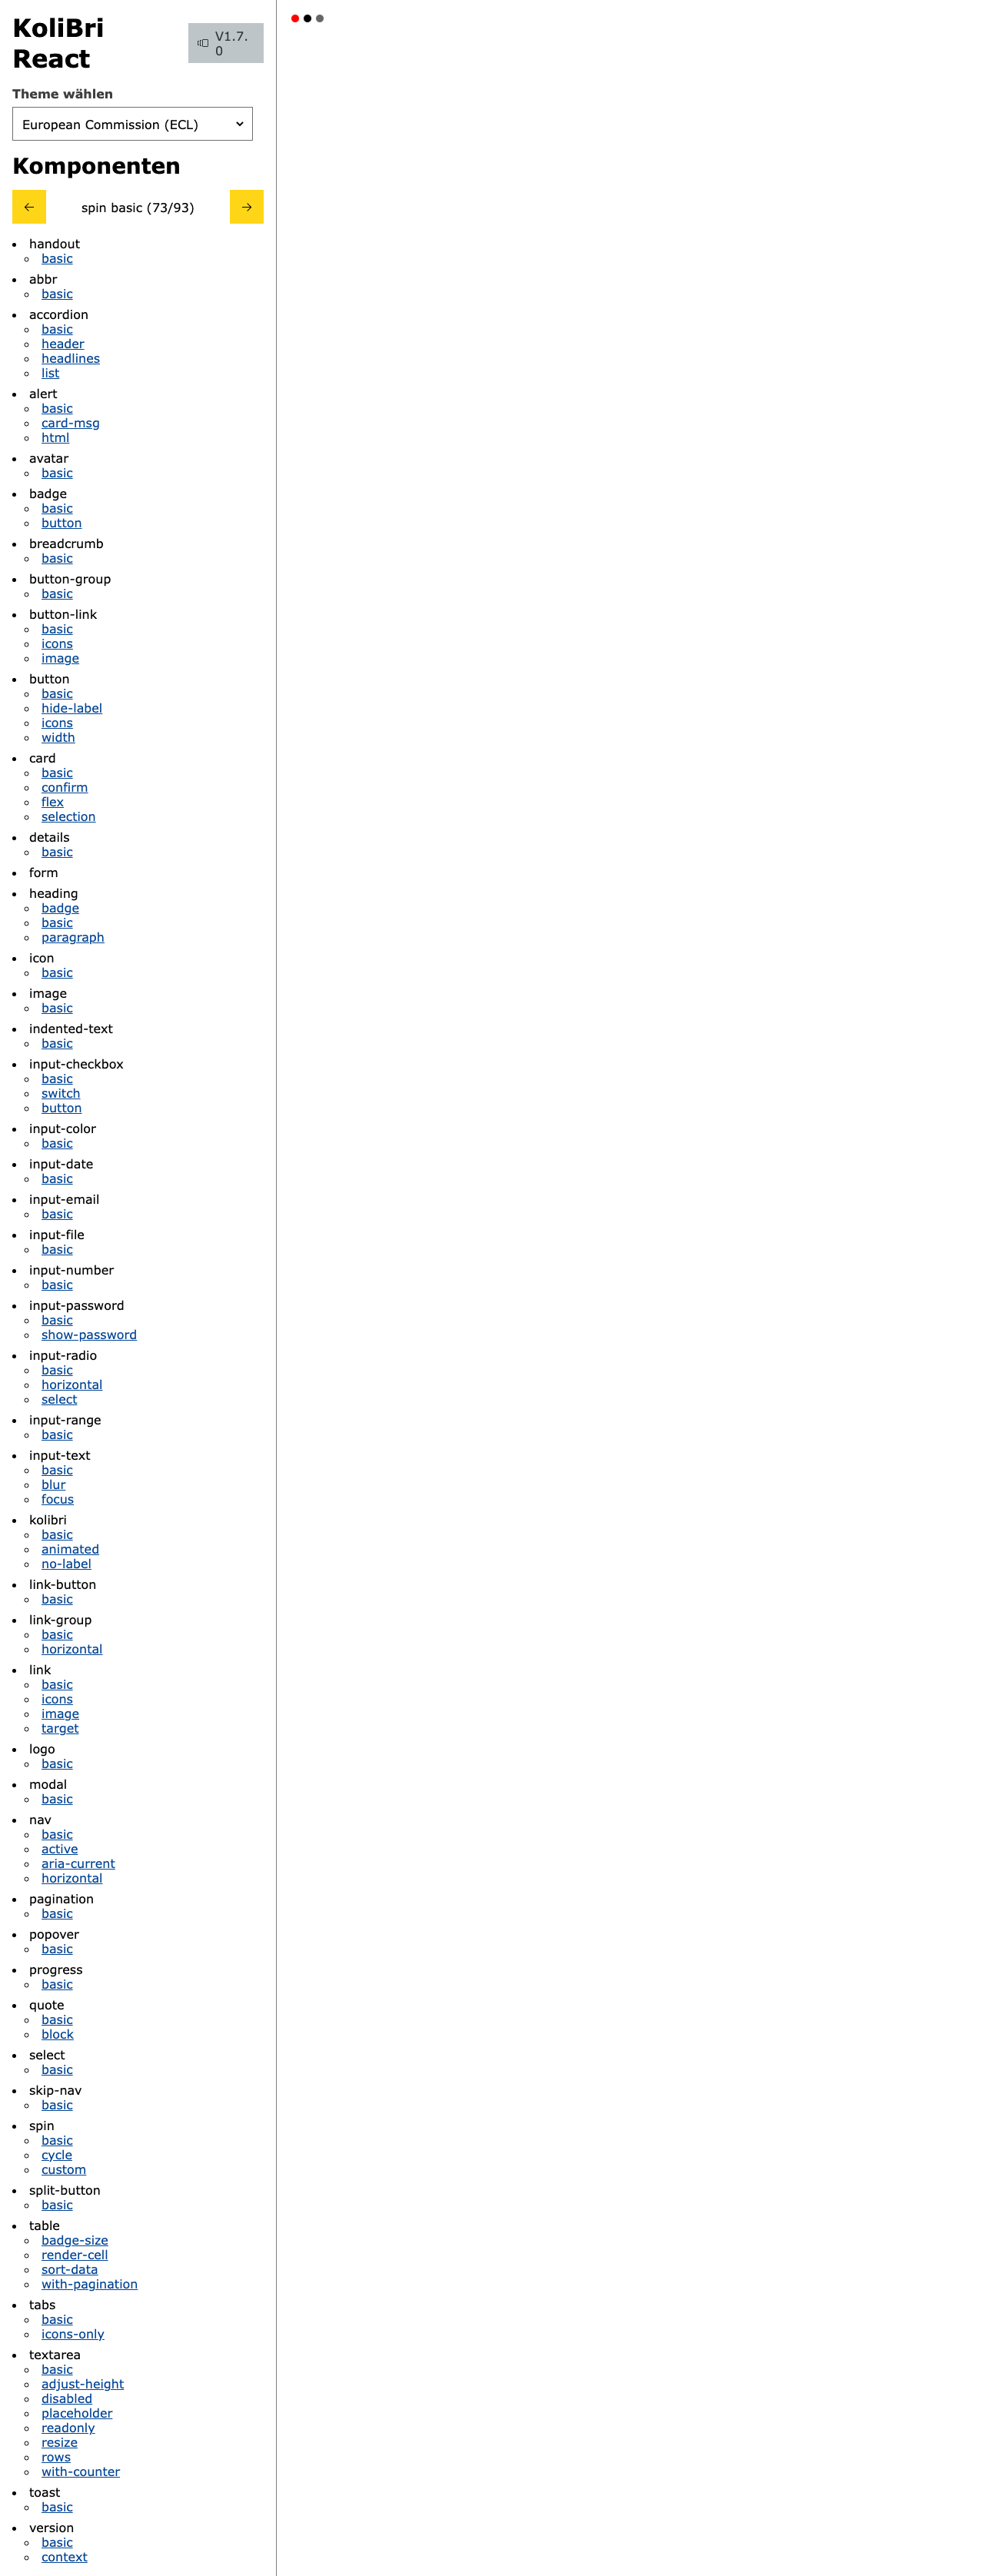 KoliBri
React
V1.7.
0
Theme wählen
European Commission (ECL)
Komponenten
← spin basic (73/93) →
handout
basic
abbr
basic
accordion
basic
header
headlines
list
alert
basic
card-msg
html
avatar
basic
badge
basic
button
breadcrumb
basic
button-group
basic
button-link
basic
icons
image
button
basic
hide-label
icons
width
card
basic
confirm
flex
selection
details
basic
form
heading
badge
basic
paragraph
icon
basic
image
basic
indented-text
basic
input-checkbox
basic
switch
button
input-color
basic
input-date
basic
input-email
basic
input-file
basic
input-number
basic
input-password
basic
show-password
input-radio
basic
horizontal
select
input-range
basic
input-text
basic
blur
focus
kolibri
basic
animated
no-label
link-button
basic
link-group
basic
horizontal
link
basic
icons
image
target
logo
basic
modal
basic
nav
basic
active
aria-current
horizontal
pagination
basic
popover
basic
progress
basic
quote
basic
block
select
basic
skip-nav
basic
spin
basic
cycle
custom
split-button
basic
table
badge-size
render-cell
sort-data
with-pagination
tabs
basic
icons-only
textarea
basic
adjust-height
disabled
placeholder
readonly
resize
rows
with-counter
toast
basic
version
basic
context